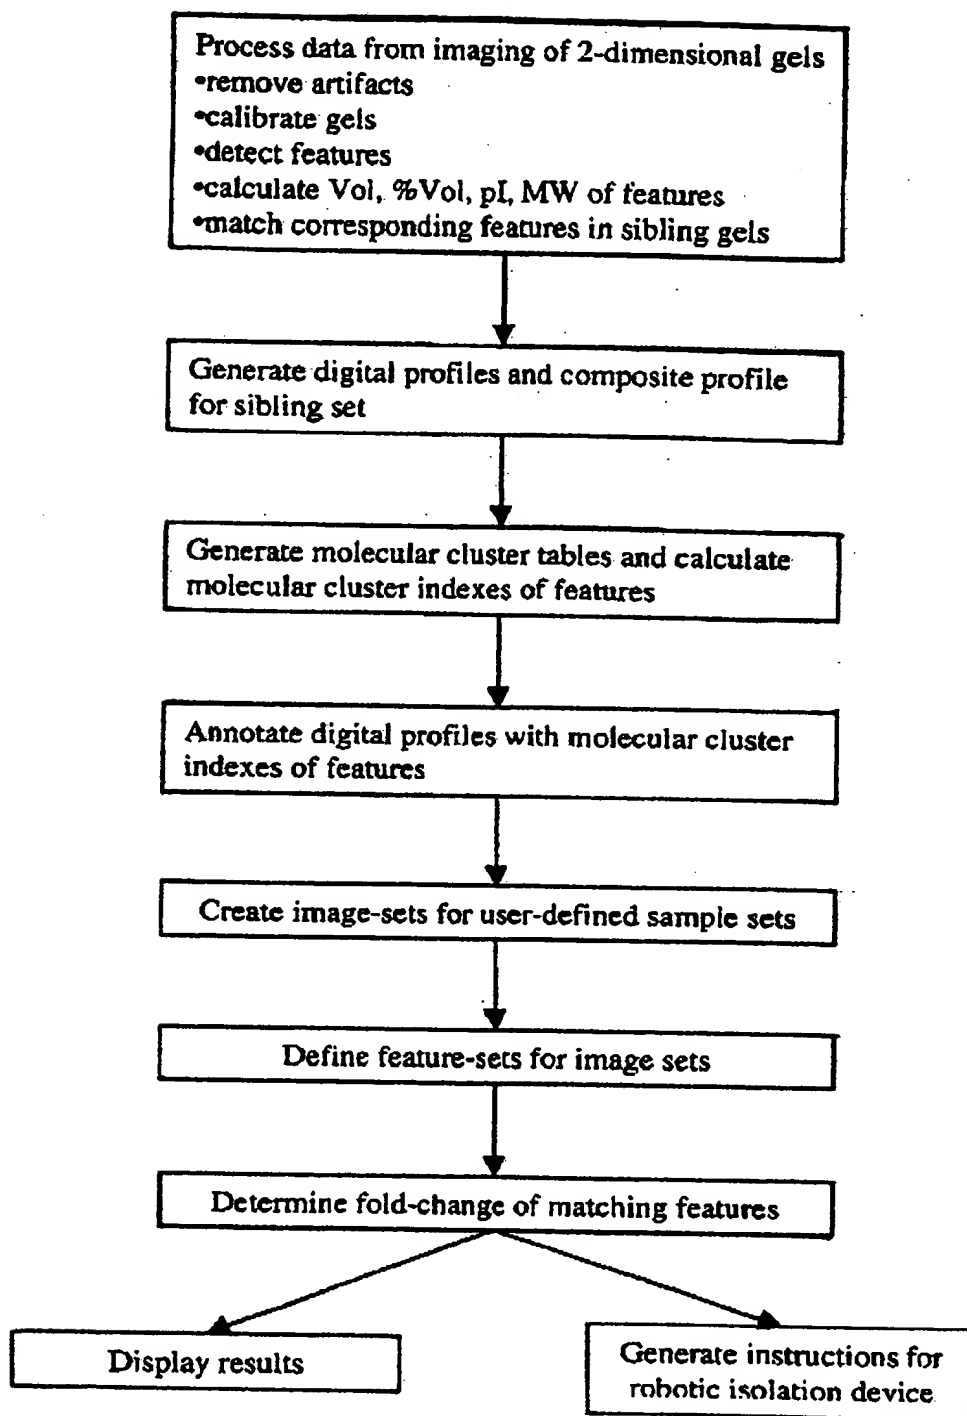 Process data from imaging of 2-dimensional gels
•remove artifacts
•calibrate gels
•detect features
•calculate Vol, %Vol, pI, MW of features
•match corresponding features in sibling gels
Generate digital profiles and composite profile
for sibling set
Generate molecular cluster tables and calculate
molecular cluster indexes of features
Annotate digital profiles with molecular cluster
indexes of features
Create image-sets for user-defined sample sets
Define feature-sets for image sets
Determine fold-change of matching features
Display results
Generate instructions for
robotic isolation device